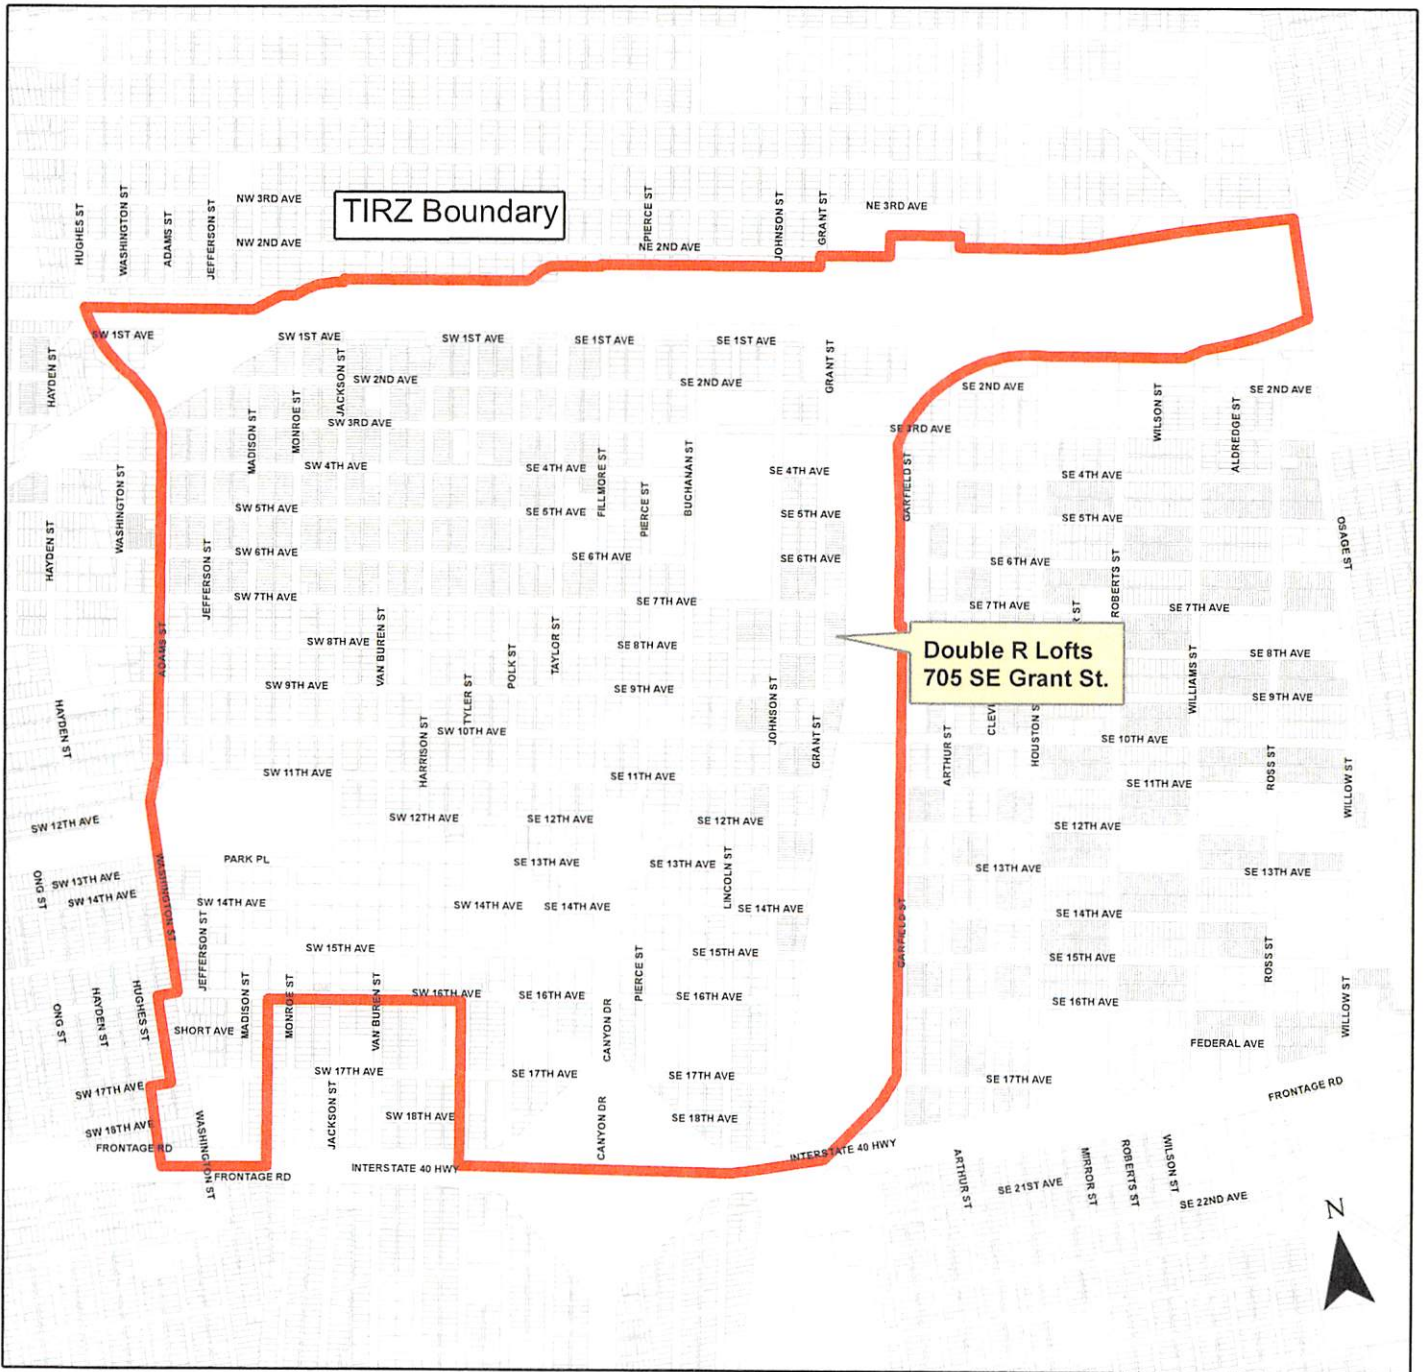 HUGHES ST
WASHINGTON ST
ADAMS ST
JEFFERSON ST
NW 3RD AVE
NW 2ND AVE
TIRZ Boundary
PIERCE ST
NE 2ND AVE
JOHNSON ST
GRANT ST
NE 3RD AVE
SW 1ST AVE
SW 1ST AVE
SW 1ST AVE
SE 1ST AVE
SE 1ST AVE
HAYDEN ST
JACKSON ST
SW 2ND AVE
SE 2ND AVE
GRANT ST
SE 2ND AVE
SE 2ND AVE
WILSON ST
ALDREDGE ST
MADISON ST
MONROE ST
SW 3RD AVE
SE 3RD AVE
SW 4TH AVE
SE 4TH AVE
FILLMORE ST
BUCHANAN ST
SE 4TH AVE
GARFIELD ST
SE 4TH AVE
WASHINGTON ST
SW 5TH AVE
SE 5TH AVE
PIERCE ST
SE 5TH AVE
SE 5TH AVE
OSAGE ST
HAYDEN ST
JEFFERSON ST
SW 6TH AVE
SE 6TH AVE
SE 6TH AVE
SE 6TH AVE
ROBERTS ST
SW 7TH AVE
SE 7TH AVE
SE 7TH AVE
R ST
SE 7TH AVE
ADAMS ST
SW 8TH AVE
VAN BUREN ST
POLK ST
TAYLOR ST
SE 8TH AVE
Double R Lofts
705 SE Grant St.
WILLIAMS ST
SE 8TH AVE
SW 9TH AVE
TYLER ST
SE 9TH AVE
JOHNSON ST
SE 9TH AVE
HAYDEN ST
HARRISON ST
SW 10TH AVE
GRANT ST
ARTHUR ST
CLEV
HOUSTON S
SE 10TH AVE
SW 11TH AVE
SE 11TH AVE
SE 11TH AVE
ROSS ST
WILLOW ST
SW 12TH AVE
SW 12TH AVE
SE 12TH AVE
SE 12TH AVE
SE 12TH AVE
PARK PL
SE 13TH AVE
SE 13TH AVE
LINCOLN ST
SE 13TH AVE
SE 13TH AVE
ONG ST
SW 13TH AVE
SW 14TH AVE
WASHINGTON ST
SW 14TH AVE
SW 14TH AVE
SE 14TH AVE
SE 14TH AVE
GARFIELD ST
SE 14TH AVE
JEFFERSON ST
SW 15TH AVE
PIERCE ST
SE 15TH AVE
SE 15TH AVE
ROSS ST
ONG ST
HAYDEN ST
HUGHES ST
MADISON ST
MONROE ST
VAN BUREN ST
SW 16TH AVE
SE 16TH AVE
SE 16TH AVE
SE 16TH AVE
WILLOW ST
SHORT AVE
CANYON DR
FEDERAL AVE
SW 17TH AVE
SW 17TH AVE
SE 17TH AVE
SE 17TH AVE
SE 17TH AVE
FRONTAGE RD
SW 18TH AVE
WASHINGTON ST
JACKSON ST
SW 18TH AVE
CANYON DR
SE 18TH AVE
FRONTAGE RD
FRONTAGE RD
INTERSTATE 40 HWY
INTERSTATE 40 HWY
ARTHUR ST
SE 21ST AVE
MIRROR ST
ROBERTS ST
WILSON ST
SE 22ND AVE
N